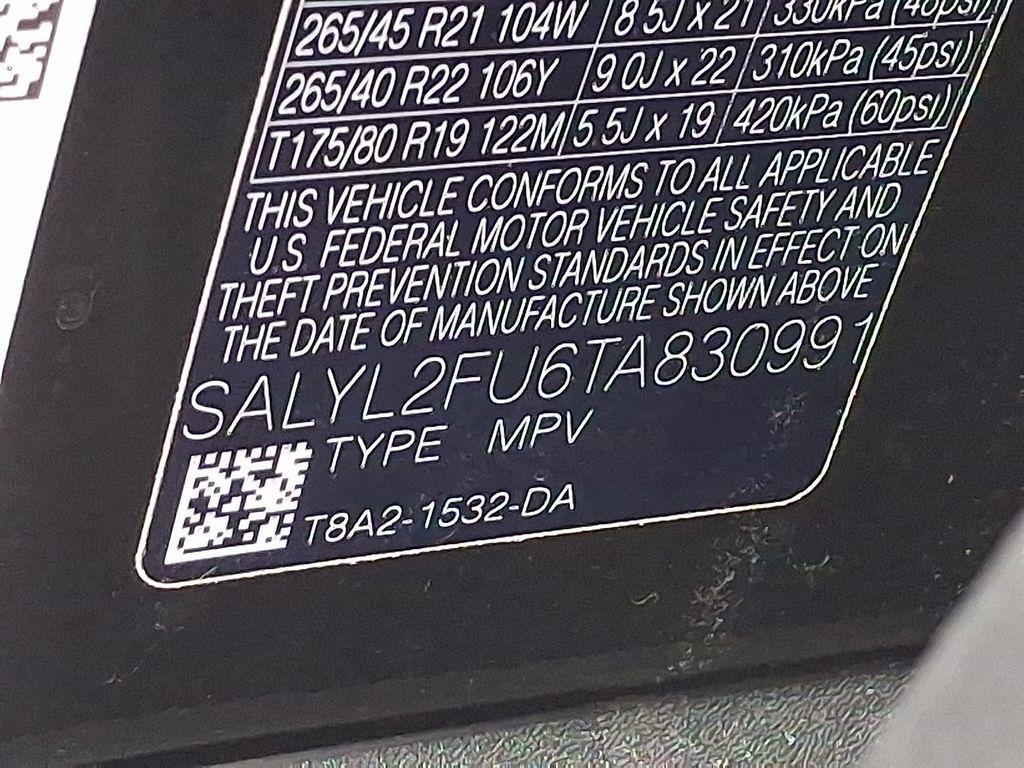 265/45 R21 104W 8.5J x 21 330kPa (48psi)
265/40 R22 106Y 9.0J x 22 310kPa (45psi)
T175/80 R19 122M 5.5J x 19 420kPa (60psi)
THIS VEHICLE CONFORMS TO ALL APPLICABLE
U.S. FEDERAL MOTOR VEHICLE SAFETY AND
THEFT PREVENTION STANDARDS IN EFFECT ON
THE DATE OF MANUFACTURE SHOWN ABOVE
SALYL2FU6TA830991
TYPE MPV
T8A2-1532-DA